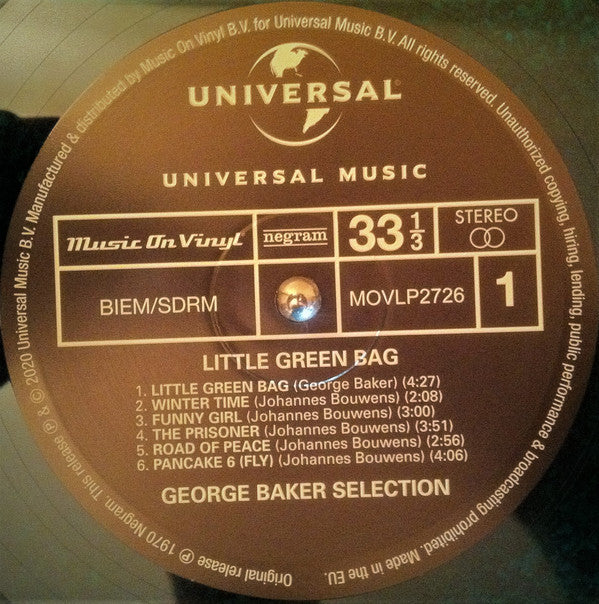 UNIVERSAL
UNIVERSAL MUSIC
Music On Vinyl
negram
33 1/3
STEREO
BIEM/SDRM
MOVLP2726
1
LITTLE GREEN BAG
1. LITTLE GREEN BAG (George Baker) (4:27)
2. WINTER TIME (Johannes Bouwens) (2:08)
3. FUNNY GIRL (Johannes Bouwens) (3:00)
4. THE PRISONER (Johannes Bouwens) (3:51)
5. ROAD OF PEACE (Johannes Bouwens) (2:56)
6. PANCAKE 6 (FLY) (Johannes Bouwens) (4:06)
GEORGE BAKER SELECTION
Original release ℗ 1970 Negram. This release ℗ & © 2020 Universal Music B.V. Manufactured & distributed by Music On Vinyl B.V. for Universal Music B.V. All rights reserved. Unauthorized copying, hiring, lending, public performance & broadcasting prohibited. Made in the EU.